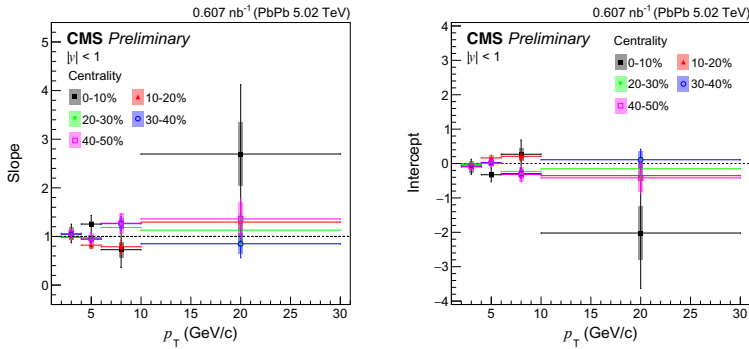 0.607 nb⁻¹ (PbPb 5.02 TeV)
CMS Preliminary
|y| < 1
Centrality
0-10% 10-20%
20-30% 30-40%
40-50%
Slope
5
4
3
2
1
0
5 10 15 20 25 30
p_T (GeV/c)
0.607 nb⁻¹ (PbPb 5.02 TeV)
CMS Preliminary
|y| < 1
Centrality
0-10% 10-20%
20-30% 30-40%
40-50%
Intercept
4
3
2
1
0
−1
−2
−3
−4
5 10 15 20 25 30
p_T (GeV/c)